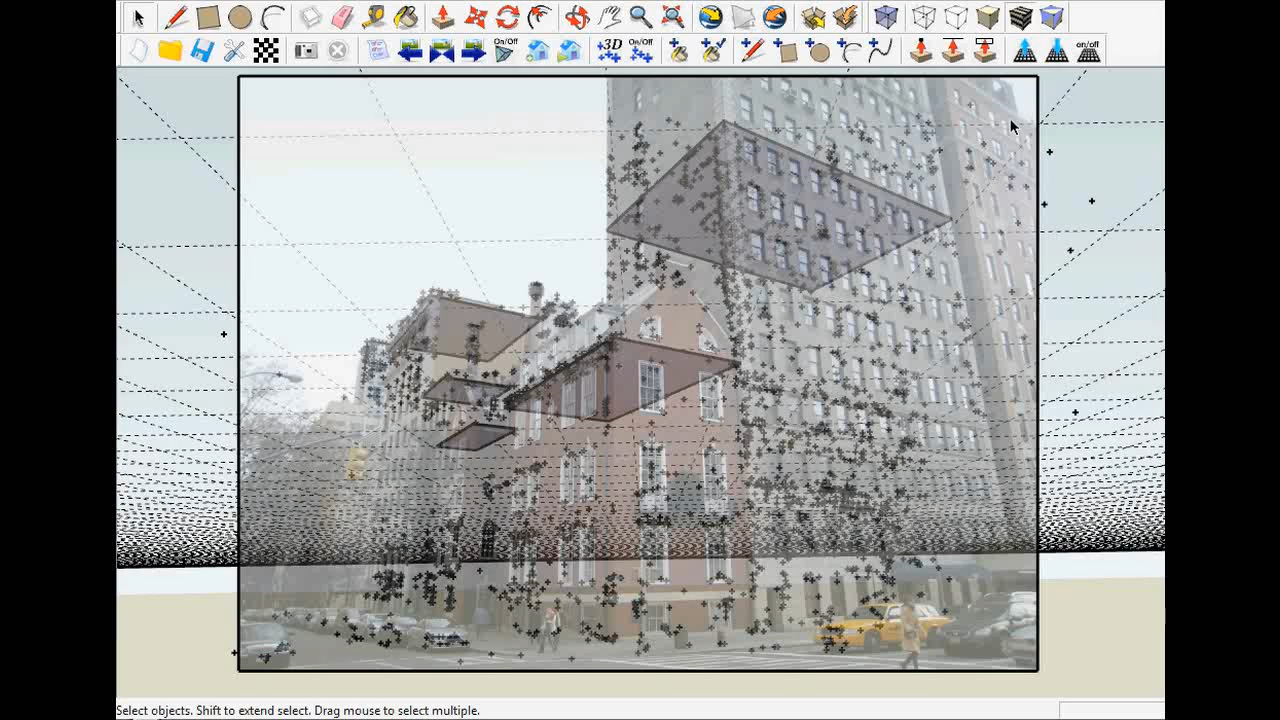 On/Off
3D
On/Off
on/off
Select objects. Shift to extend select. Drag mouse to select multiple.